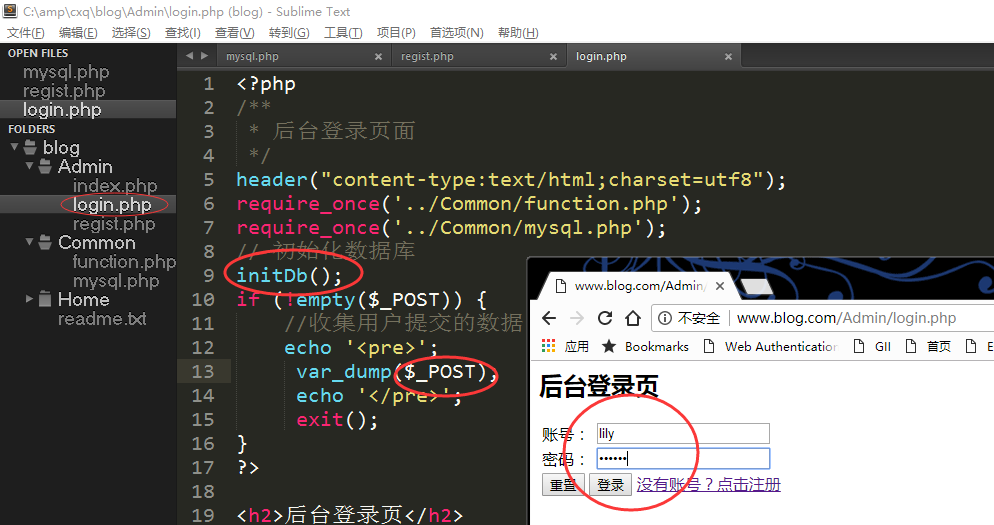 C:\amp\cxq\blog\Admin\login.php (blog) - Sublime Text
文件(F) 编辑(E) 选择(S) 查找(I) 查看(V) 转到(G) 工具(T) 项目(P) 首选项(N) 帮助(H)
OPEN FILES
mysql.php
regist.php
login.php
FOLDERS
blog
Admin
index.php
login.php
regist.php
Common
function.php
mysql.php
Home
readme.txt
mysql.php × regist.php × login.php ×
1 <?php
2 /**
3 * 后台登录页面
4 */
5 header("content-type:text/html;charset=utf8");
6 require_once('../Common/function.php');
7 require_once('../Common/mysql.php');
8 // 初始化数据库
9 initDb();
10 if (!empty($_POST)) {
11 //收集用户提交的数据
12 echo '<pre>';
13 var_dump($_POST);
14 echo '</pre>';
15 exit();
16 }
17 ?>
18
19 <h2>后台登录页</h2>
www.blog.com/Admin/ ×
不安全 www.blog.com/Admin/login.php
应用 Bookmarks Web Authentication GII 首页 E
后台登录页
账号： lily
密码： ••••••
重置 登录 没有账号？点击注册